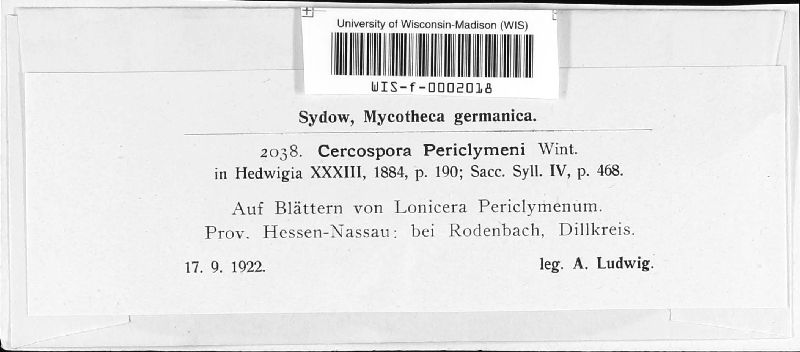 University of Wisconsin-Madison (WIS)
WIS-f-0002018
Sydow, Mycotheca germanica.
2038. Cercospora Periclymeni Wint.
in Hedwigia XXXIII, 1884, p. 190; Sacc. Syll. IV, p. 468.
Auf Blättern von Lonicera Periclymenum.
Prov. Hessen-Nassau: bei Rodenbach, Dillkreis.
17. 9. 1922. leg. A. Ludwig.